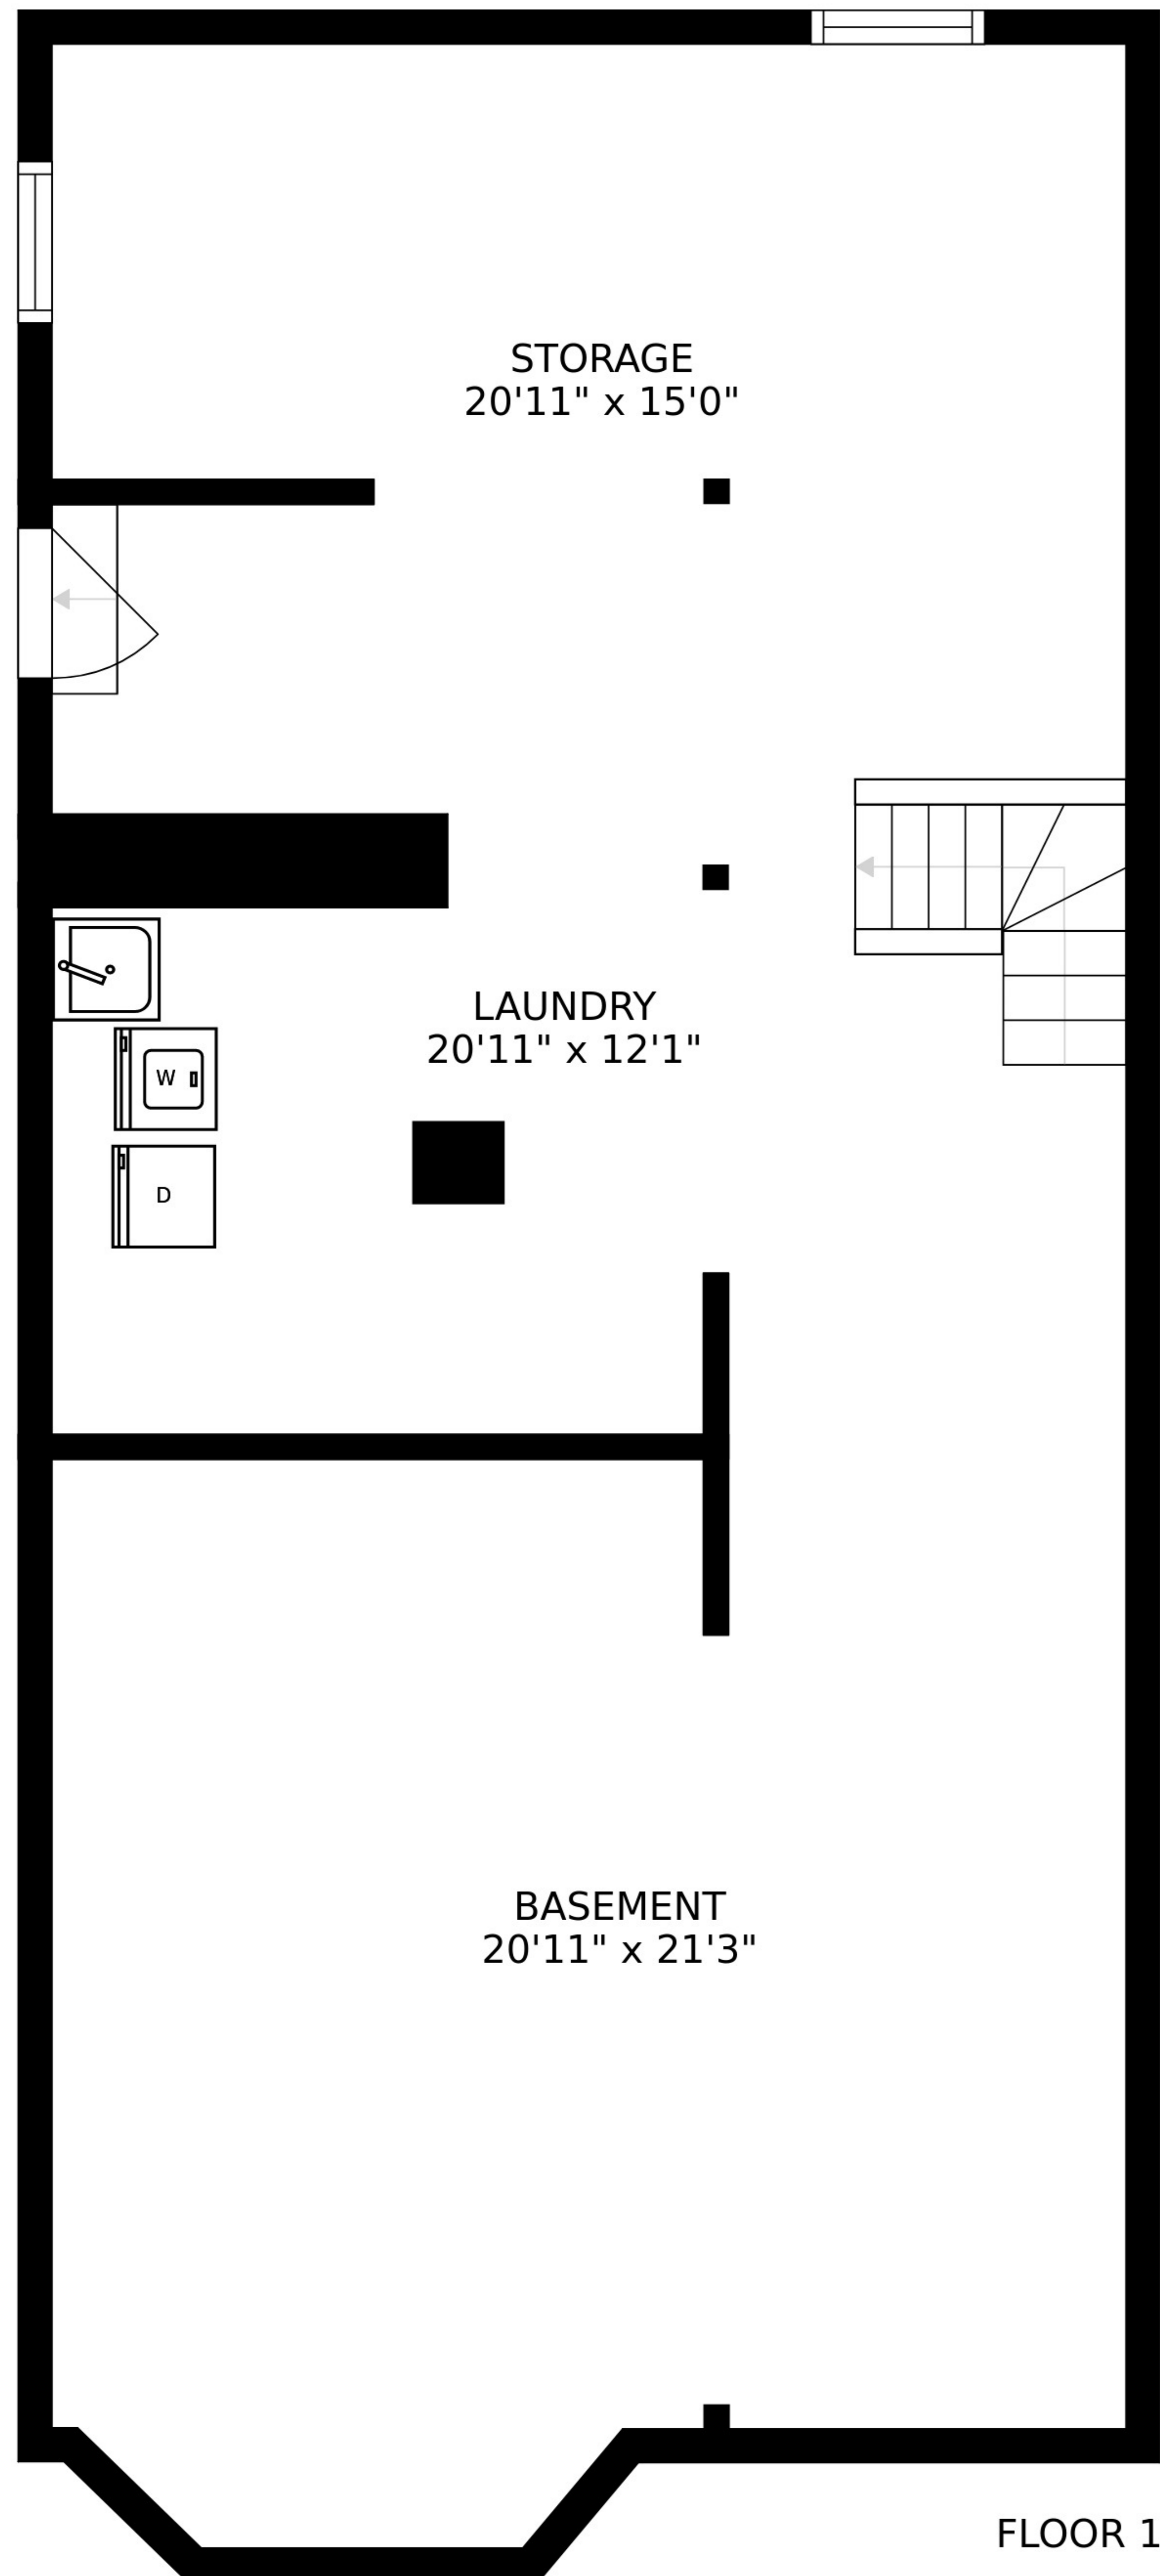 STORAGE
20'11" x 15'0"
LAUNDRY
20'11" x 12'1"
W
D
BASEMENT
20'11" x 21'3"
FLOOR 1